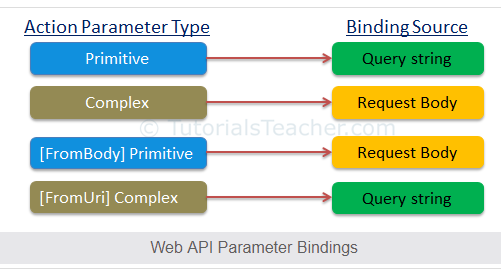 Action Parameter Type Binding Source
Primitive Query string
Complex Request Body
© TutorialsTeacher.com
[FromBody] Primitive Request Body
[FromUri] Complex Query string
Web API Parameter Bindings